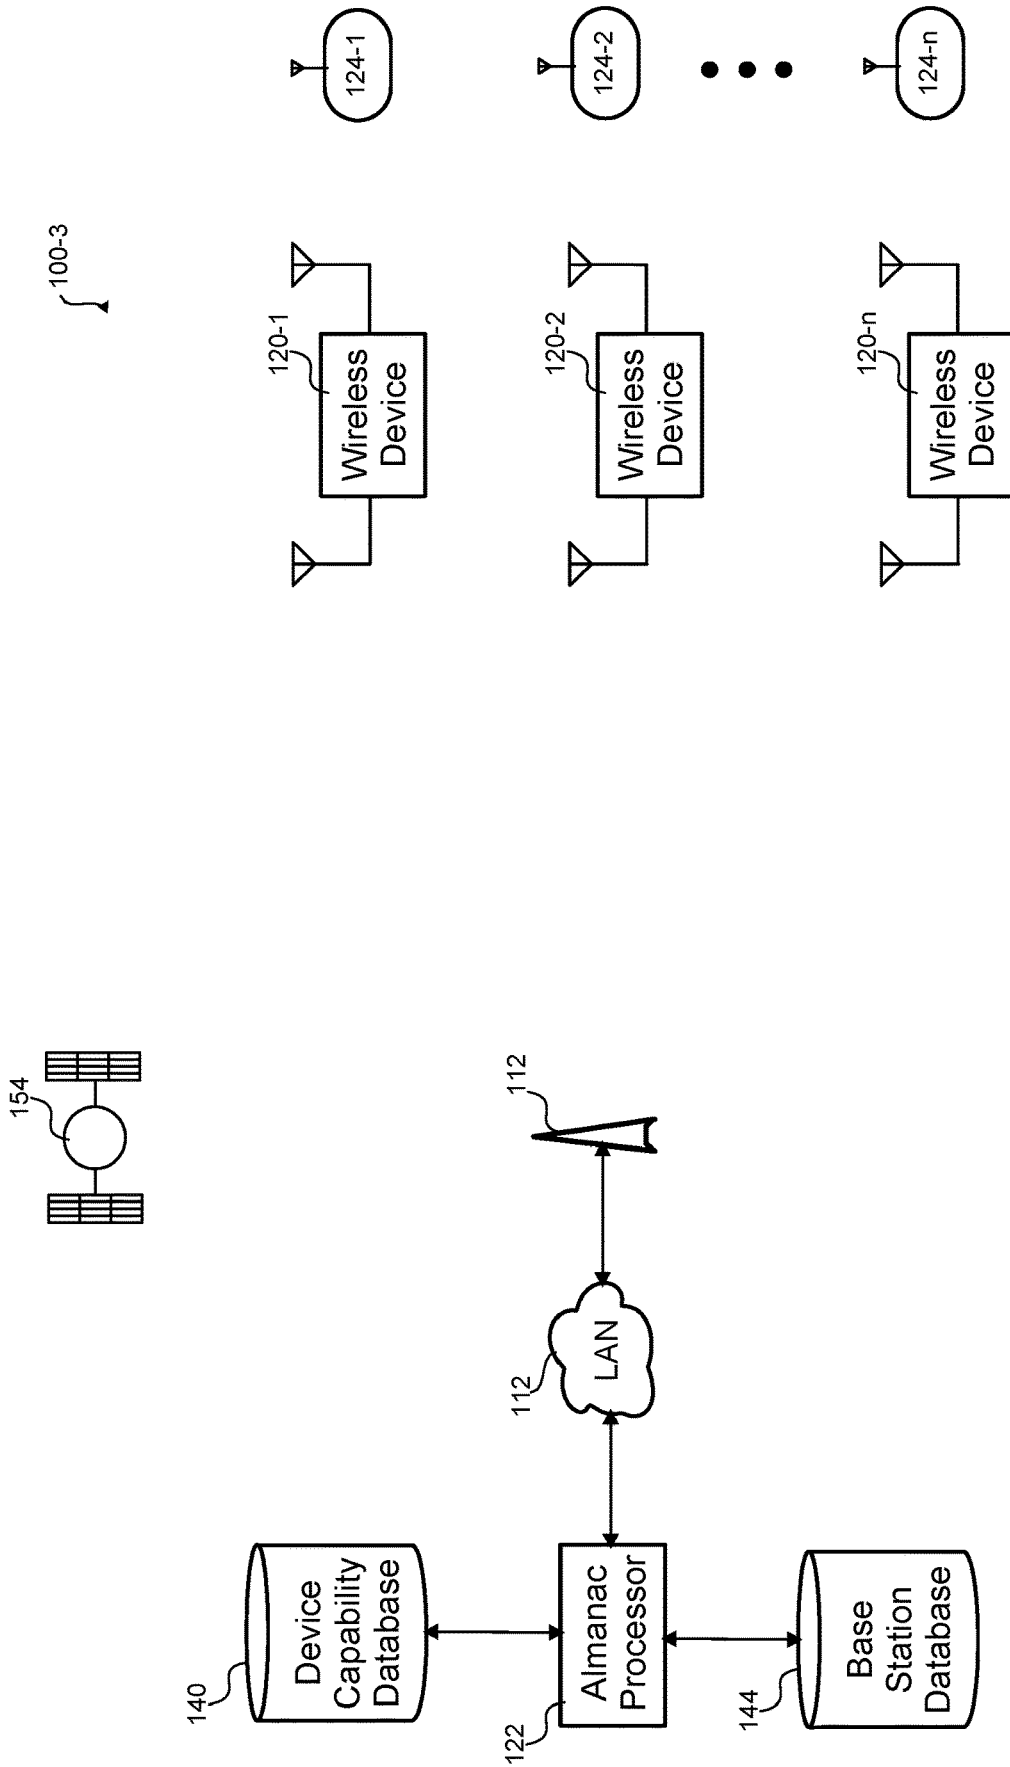 100-3
154
140
Device
Capability
Database
122
Almanac
Processor
144
Base
Station
Database
112
LAN
112
120-1
Wireless
Device
124-1
120-2
Wireless
Device
124-2
120-n
Wireless
Device
124-n